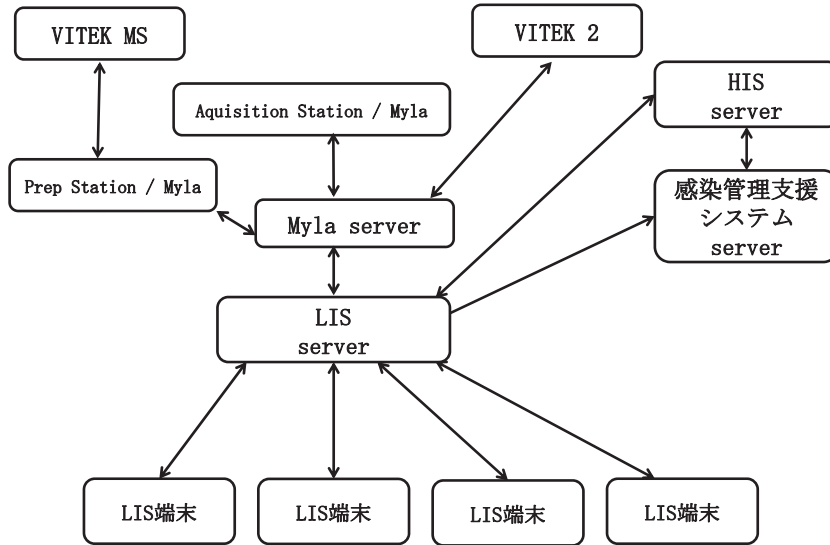 VITEK MS
VITEK 2
Aquisition Station / Myla
HIS
server
Prep Station / Myla
感染管理支援
システム
server
Myla server
LIS
server
LIS端末
LIS端末
LIS端末
LIS端末